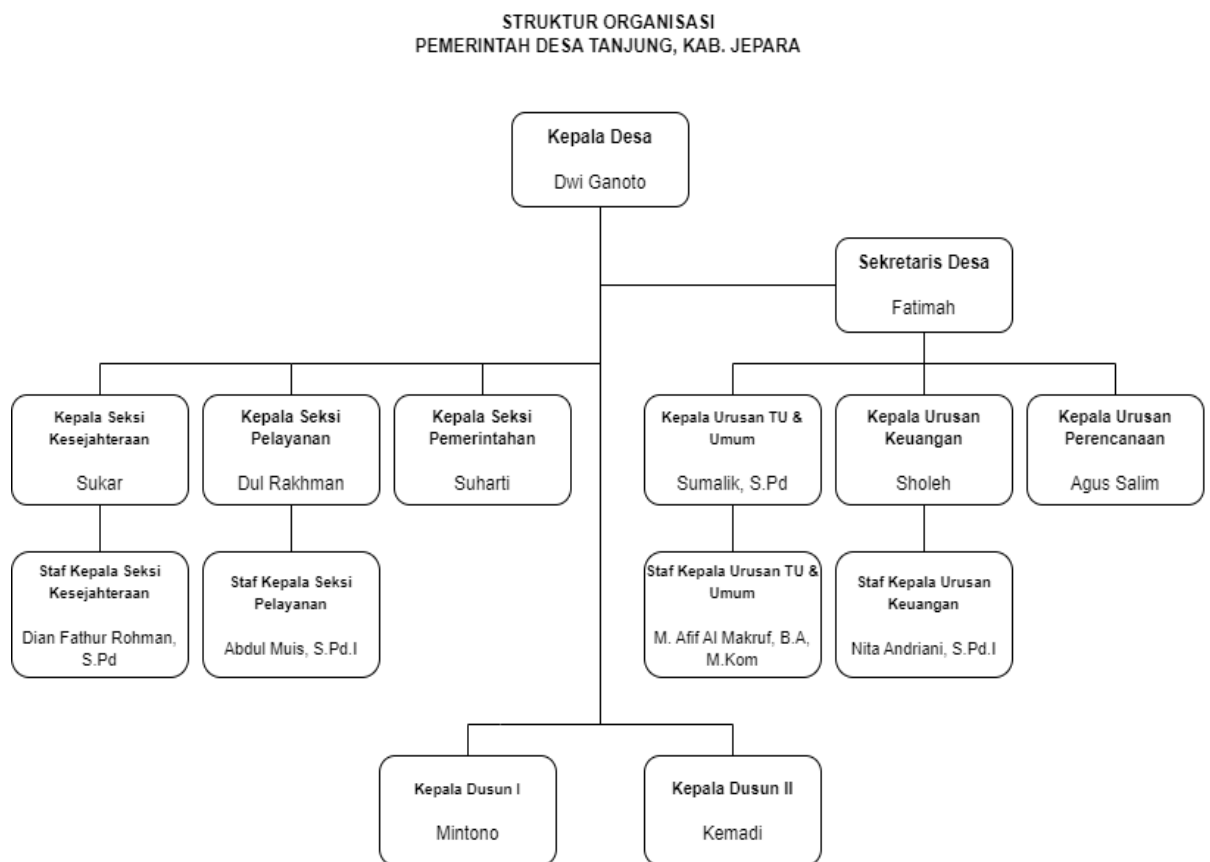 STRUKTUR ORGANISASI
PEMERINTAH DESA TANJUNG, KAB. JEPARA
Kepala Desa
Dwi Ganoto
Sekretaris Desa
Fatimah
Kepala Seksi
Kesejahteraan
Sukar
Kepala Seksi
Pelayanan
Dul Rakhman
Kepala Seksi
Pemerintahan
Suharti
Kepala Urusan TU &
Umum
Sumalik, S.Pd
Kepala Urusan
Keuangan
Sholeh
Kepala Urusan
Perencanaan
Agus Salim
Staf Kepala Seksi
Kesejahteraan
Dian Fathur Rohman,
S.Pd
Staf Kepala Seksi
Pelayanan
Abdul Muis, S.Pd.I
Staf Kepala Urusan TU &
Umum
M. Afif Al Makruf, B.A,
M.Kom
Staf Kepala Urusan
Keuangan
Nita Andriani, S.Pd.I
Kepala Dusun I
Mintono
Kepala Dusun II
Kemadi